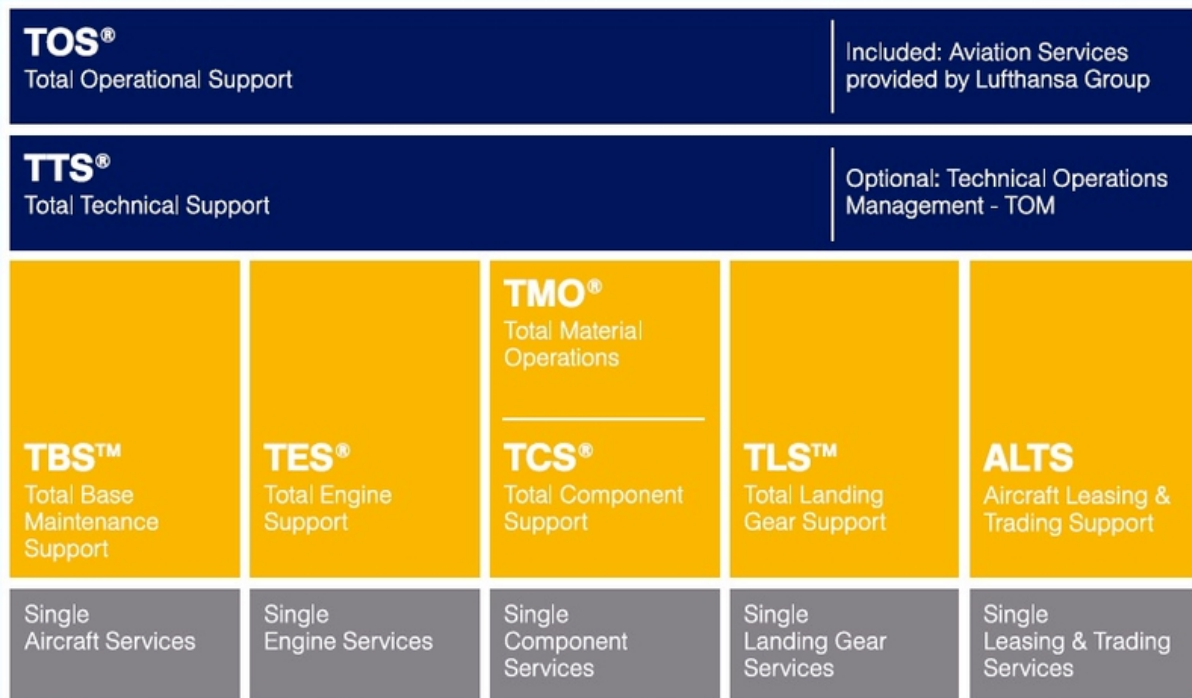 TOS®
Total Operational Support
Included: Aviation Services
provided by Lufthansa Group
TTS®
Total Technical Support
Optional: Technical Operations
Management - TOM
TBS™
Total Base
Maintenance
Support
TES®
Total Engine
Support
TMO®
Total Material
Operations
TCS®
Total Component
Support
TLS™
Total Landing
Gear Support
ALTS
Aircraft Leasing &
Trading Support
Single
Aircraft Services
Single
Engine Services
Single
Component
Services
Single
Landing Gear
Services
Single
Leasing & Trading
Services